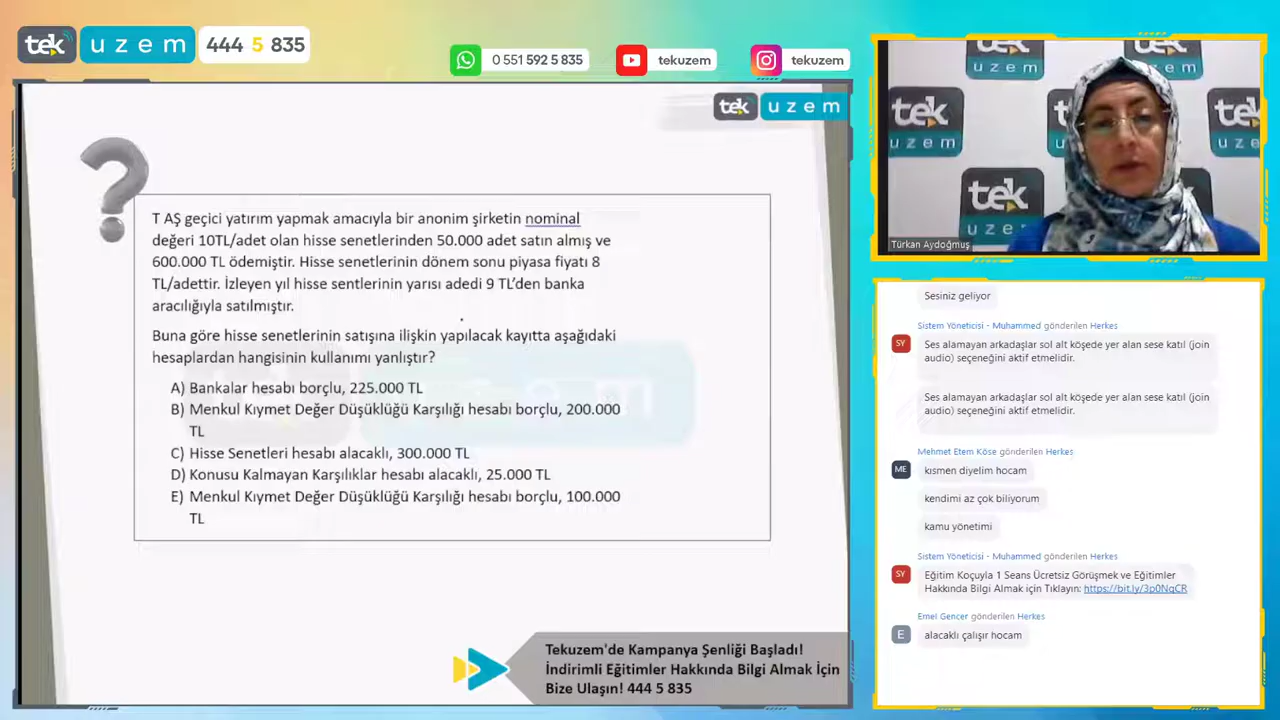 tek uzem 444 5 835
0 551 592 5 835
tekuzem
tekuzem
tek uzem
T AŞ geçici yatırım yapmak amacıyla bir anonim şirketin nominal
değeri 10TL/adet olan hisse senetlerinden 50.000 adet satın almış ve
600.000 TL ödemiştir. Hisse senetlerinin dönem sonu piyasa fiyatı 8
TL/adettir. İzleyen yıl hisse sentlerinin yarısı adedi 9 TL'den banka
aracılığıyla satılmıştır.
Buna göre hisse senetlerinin satışına ilişkin yapılacak kayıtta aşağıdaki
hesaplardan hangisinin kullanımı yanlıştır?
A) Bankalar hesabı borçlu, 225.000 TL
B) Menkul Kıymet Değer Düşüklüğü Karşılığı hesabı borçlu, 200.000
TL
C) Hisse Senetleri hesabı alacaklı, 300.000 TL
D) Konusu Kalmayan Karşılıklar hesabı alacaklı, 25.000 TL
E) Menkul Kıymet Değer Düşüklüğü Karşılığı hesabı borçlu, 100.000
TL
Tekuzem'de Kampanya Şenliği Başladı!
İndirimli Eğitimler Hakkında Bilgi Almak İçin
Bize Ulaşın! 444 5 835
tek uzem
tek
tek
uzem
Türkan Aydoğmuş
Sesiniz geliyor
Sistem Yöneticisi - Muhammed gönderilen Herkes
SY
Ses alamayan arkadaşlar sol alt köşede yer alan sese katıl (join
audio) seçeneğini aktif etmelidir.
Ses alamayan arkadaşlar sol alt köşede yer alan sese katıl (join
audio) seçeneğini aktif etmelidir.
Mehmet Etem Köse gönderilen Herkes
ME
kısmen diyelim hocam
kendimi az çok biliyorum
kamu yönetimi
Sistem Yöneticisi - Muhammed gönderilen Herkes
SY
Eğitim Koçuyla 1 Seans Ücretsiz Görüşmek ve Eğitimler
Hakkında Bilgi Almak için Tıklayın: https://bit.ly/3p0NqCR
Emel Gençer gönderilen Herkes
E
alacaklı çalışır hocam